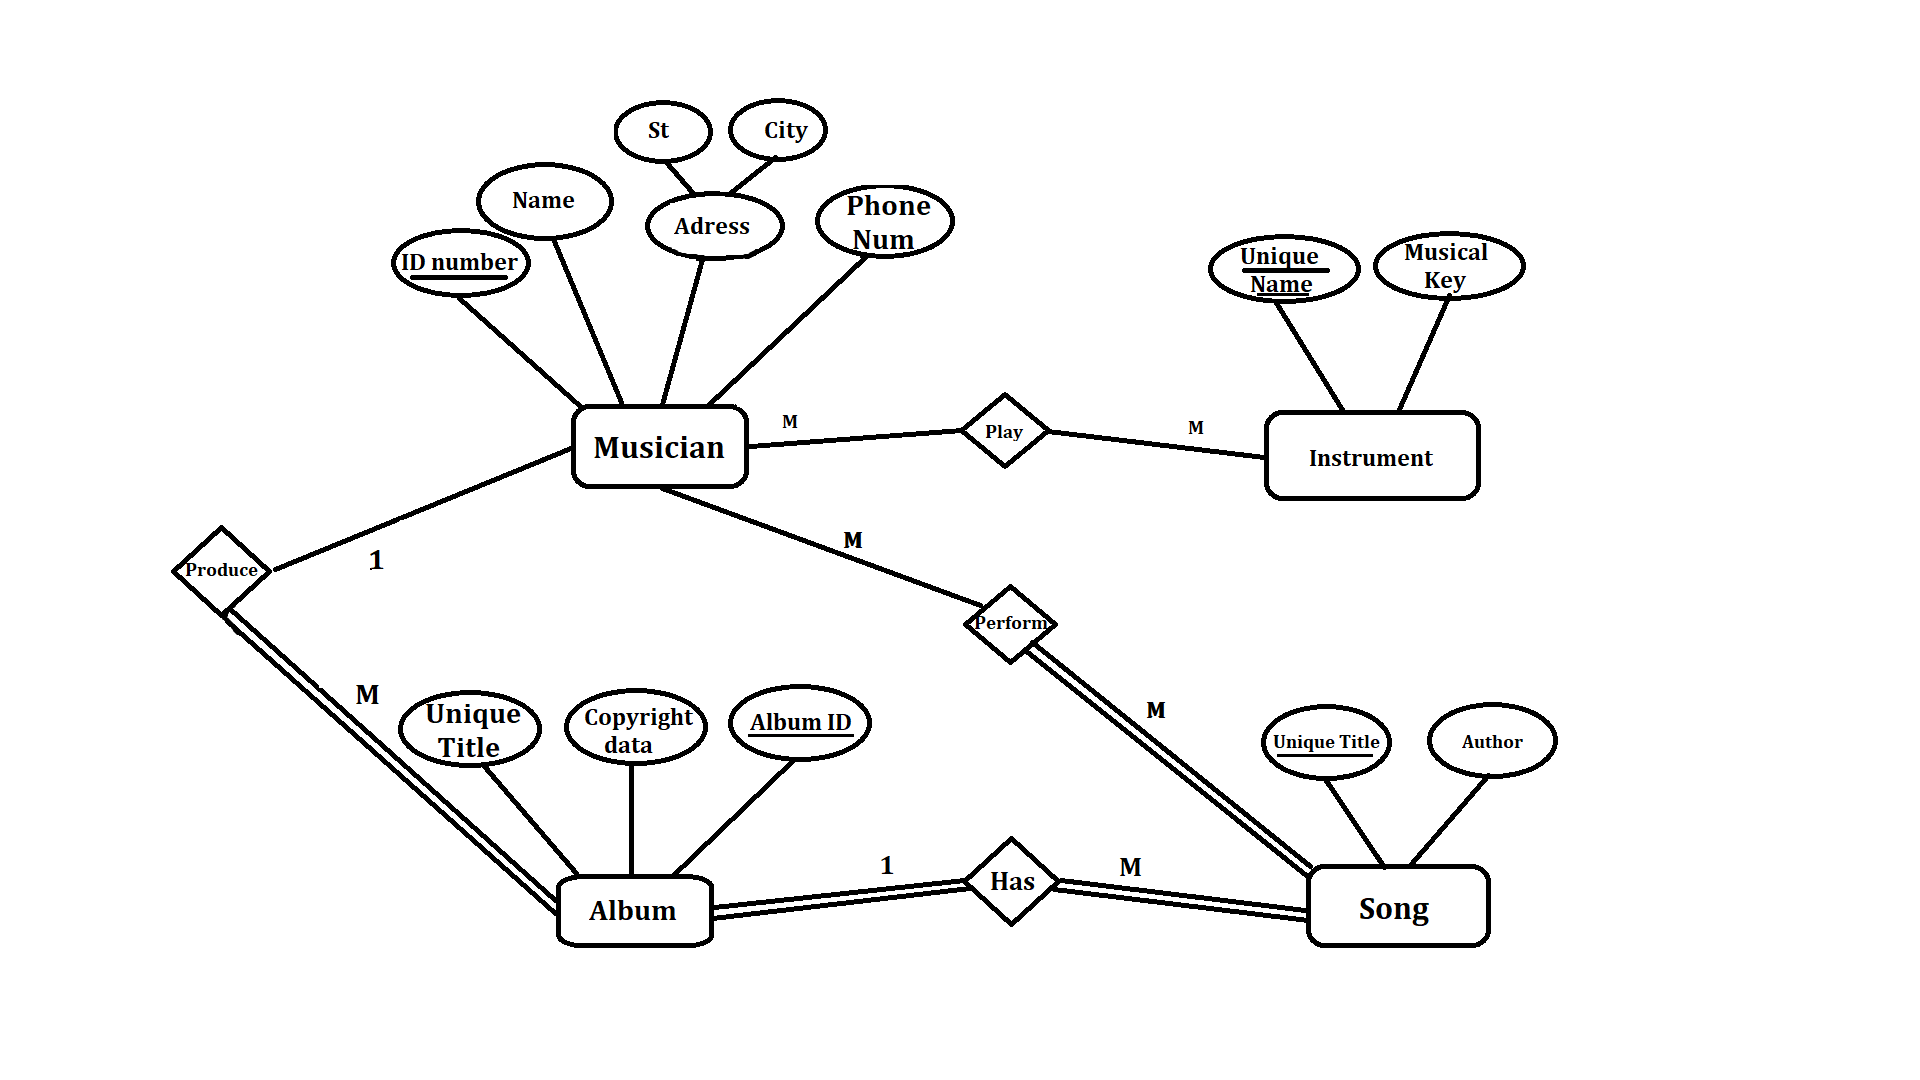 St
City
Name
Adress
Phone
Num
ID number
Unique
Name
Musical
Key
Musician
M
Play
M
Instrument
Produce
1
M
Perform
M
M
Unique
Title
Copyright
data
Album ID
Unique Title
Author
Album
1
Has
M
Song